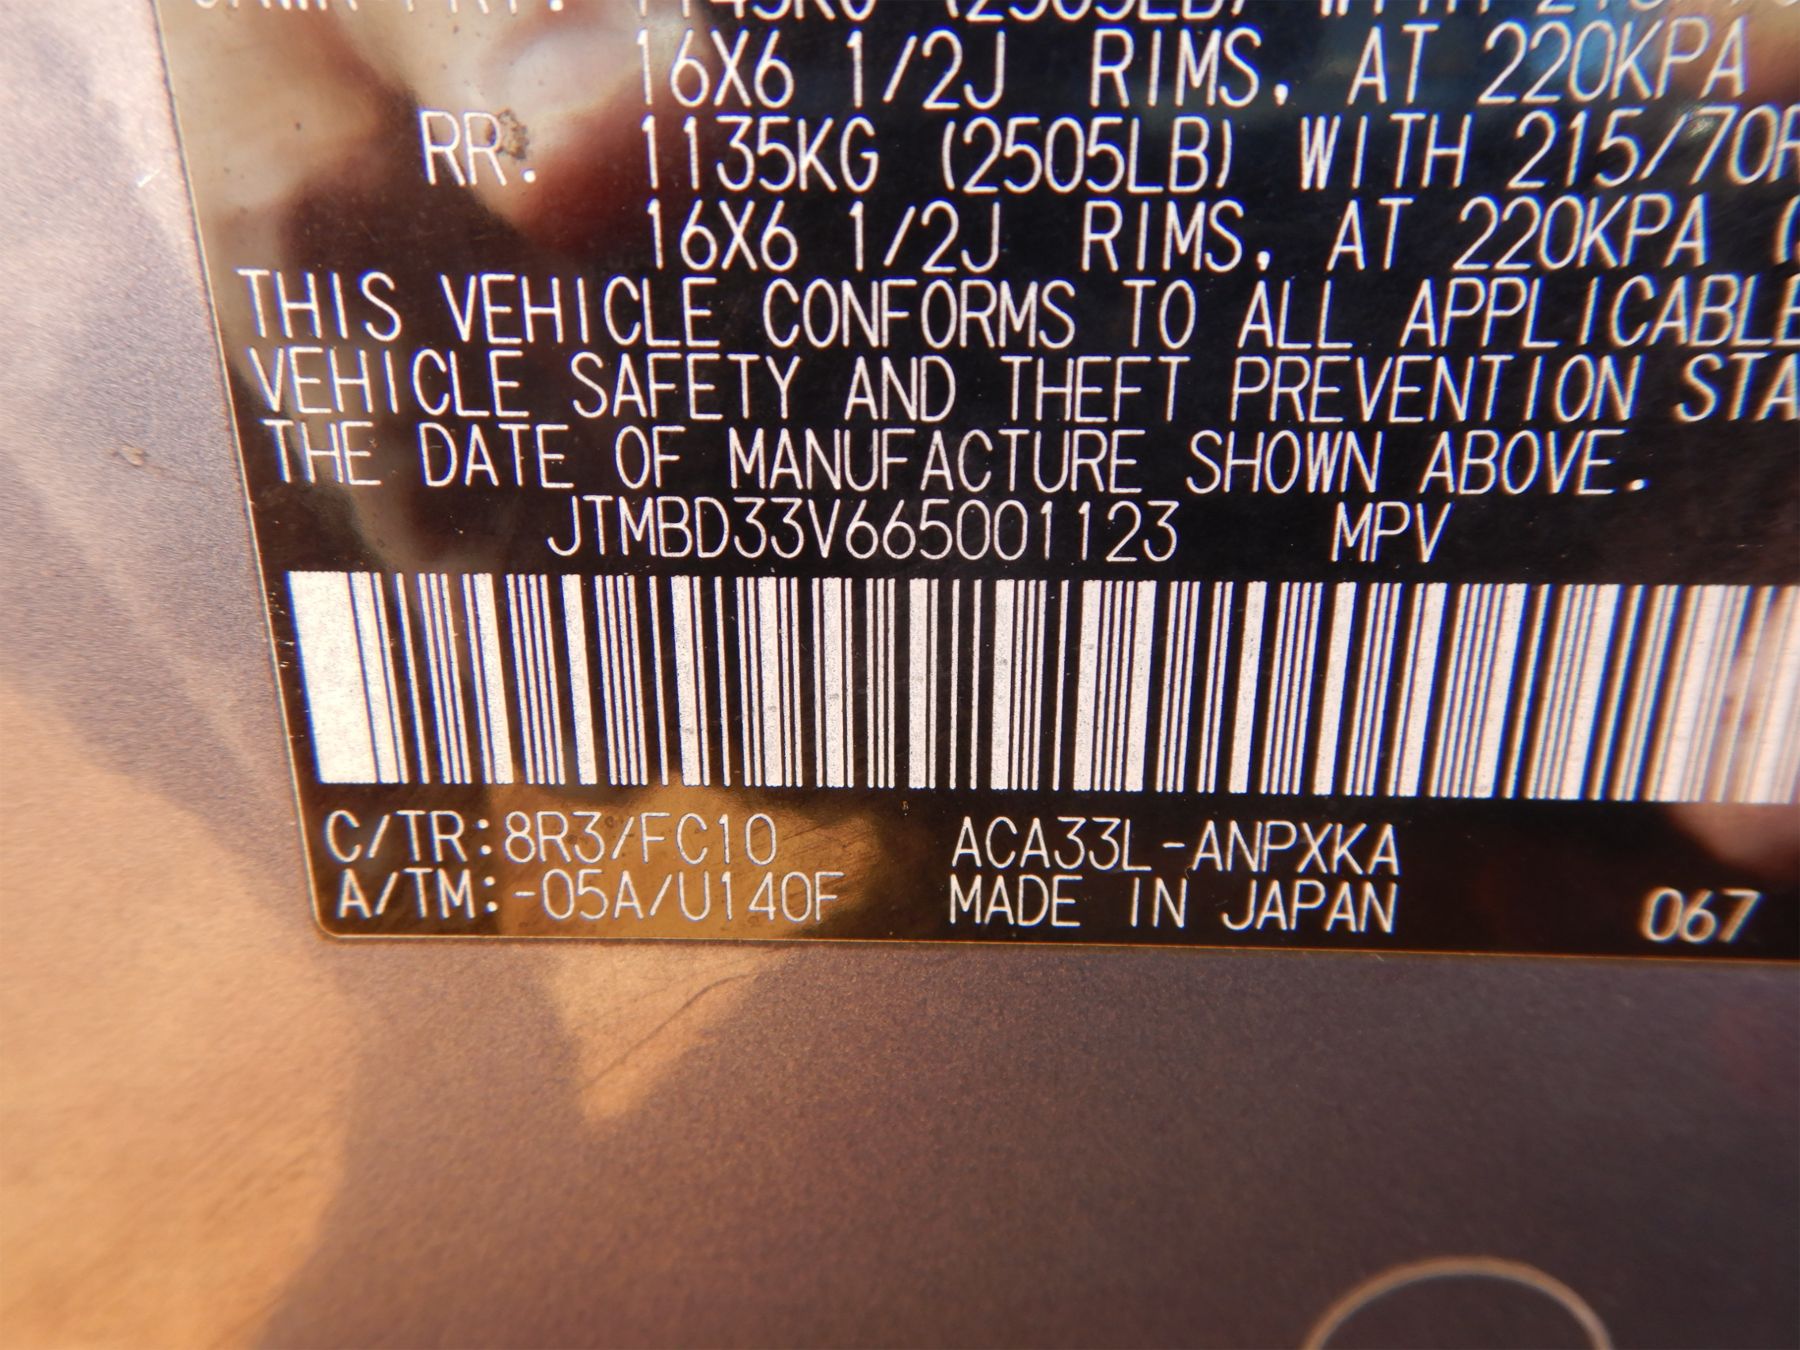 16X6 1/2J RIMS, AT 220KPA
RR. 1135KG (2505LB) WITH 215/70R
16X6 1/2J RIMS, AT 220KPA (
THIS VEHICLE CONFORMS TO ALL APPLICABLE
VEHICLE SAFETY AND THEFT PREVENTION STA
THE DATE OF MANUFACTURE SHOWN ABOVE.
JTMBD33V665001123 MPV
C/TR:8R3/FC10 ACA33L-ANPXKA
A/TM:-05A/U140F MADE IN JAPAN 067